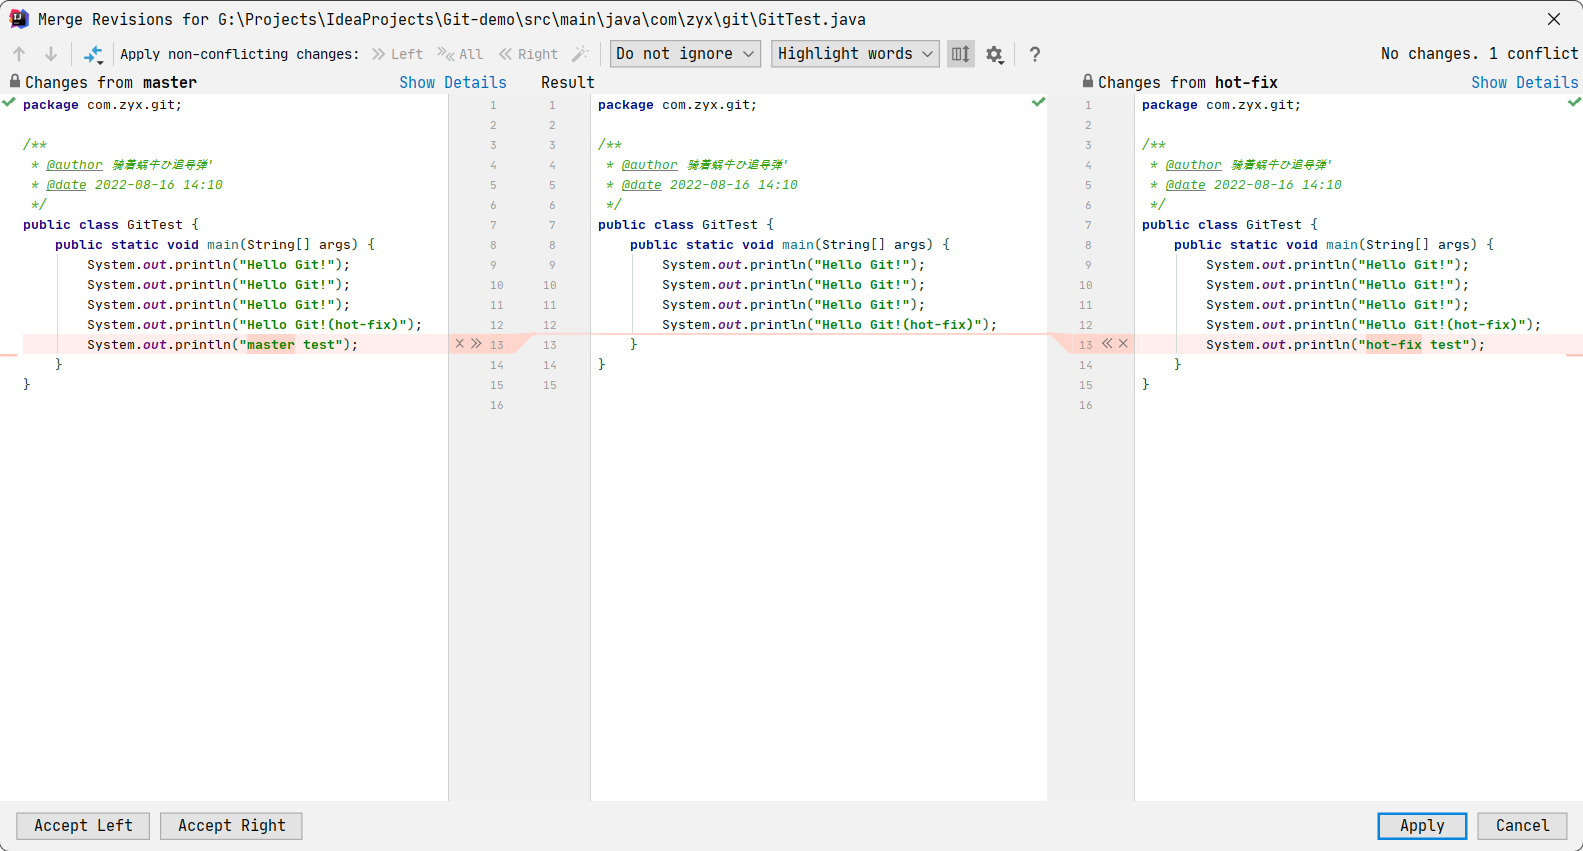 Merge Revisions for G:\Projects\IdeaProjects\Git-demo\src\main\java\com\zyx\git\GitTest.java
Apply non-conflicting changes: Left All Right Do not ignore Highlight words ? No changes. 1 conflict
Changes from master Show Details Result Changes from hot-fix Show Details
package com.zyx.git;
/**
* @author 骑着蜗牛ひ追导弹'
* @date 2022-08-16 14:10
*/
public class GitTest {
public static void main(String[] args) {
System.out.println("Hello Git!");
System.out.println("Hello Git!");
System.out.println("Hello Git!");
System.out.println("Hello Git!(hot-fix)");
System.out.println("master test");
}
}
1 1
2 2
3 3
4 4
5 5
6 6
7 7
8 8
9 9
10 10
11 11
12 12
13 13
14 14
15 15
16
package com.zyx.git;
/**
* @author 骑着蜗牛ひ追导弹'
* @date 2022-08-16 14:10
*/
public class GitTest {
public static void main(String[] args) {
System.out.println("Hello Git!");
System.out.println("Hello Git!");
System.out.println("Hello Git!");
System.out.println("Hello Git!(hot-fix)");
}
}
1
2
3
4
5
6
7
8
9
10
11
12
13
14
15
16
package com.zyx.git;
/**
* @author 骑着蜗牛ひ追导弹'
* @date 2022-08-16 14:10
*/
public class GitTest {
public static void main(String[] args) {
System.out.println("Hello Git!");
System.out.println("Hello Git!");
System.out.println("Hello Git!");
System.out.println("Hello Git!(hot-fix)");
System.out.println("hot-fix test");
}
}
Accept Left Accept Right Apply Cancel